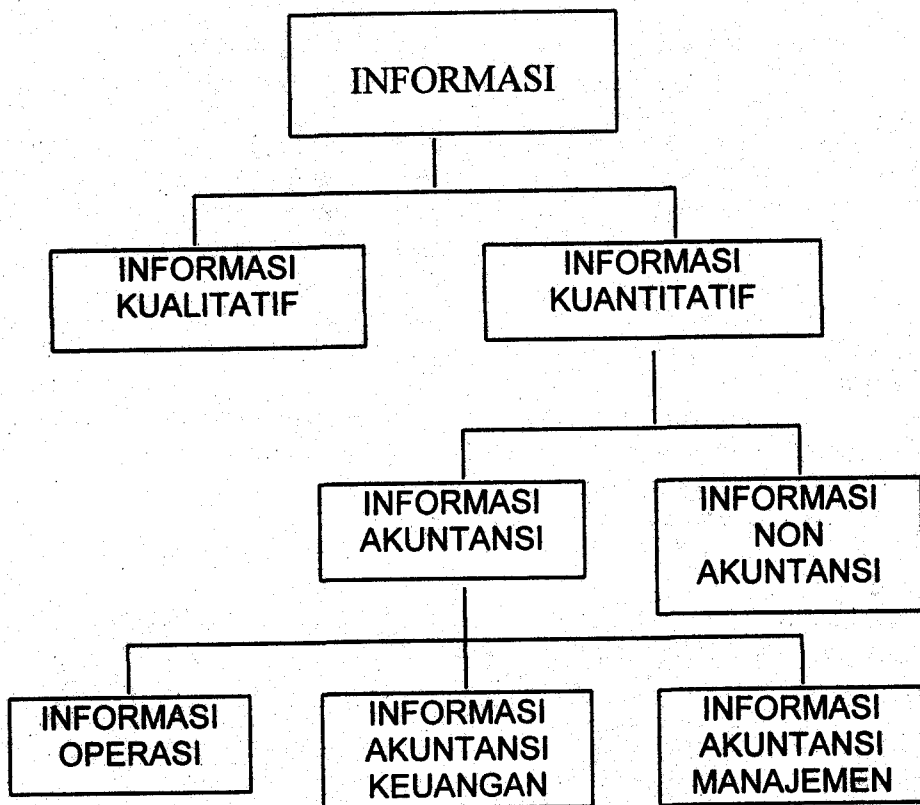 INFORMASI
INFORMASI
KUALITATIF
INFORMASI
KUANTITATIF
INFORMASI
AKUNTANSI
INFORMASI
NON
AKUNTANSI
INFORMASI
OPERASI
INFORMASI
AKUNTANSI
KEUANGAN
INFORMASI
AKUNTANSI
MANAJEMEN